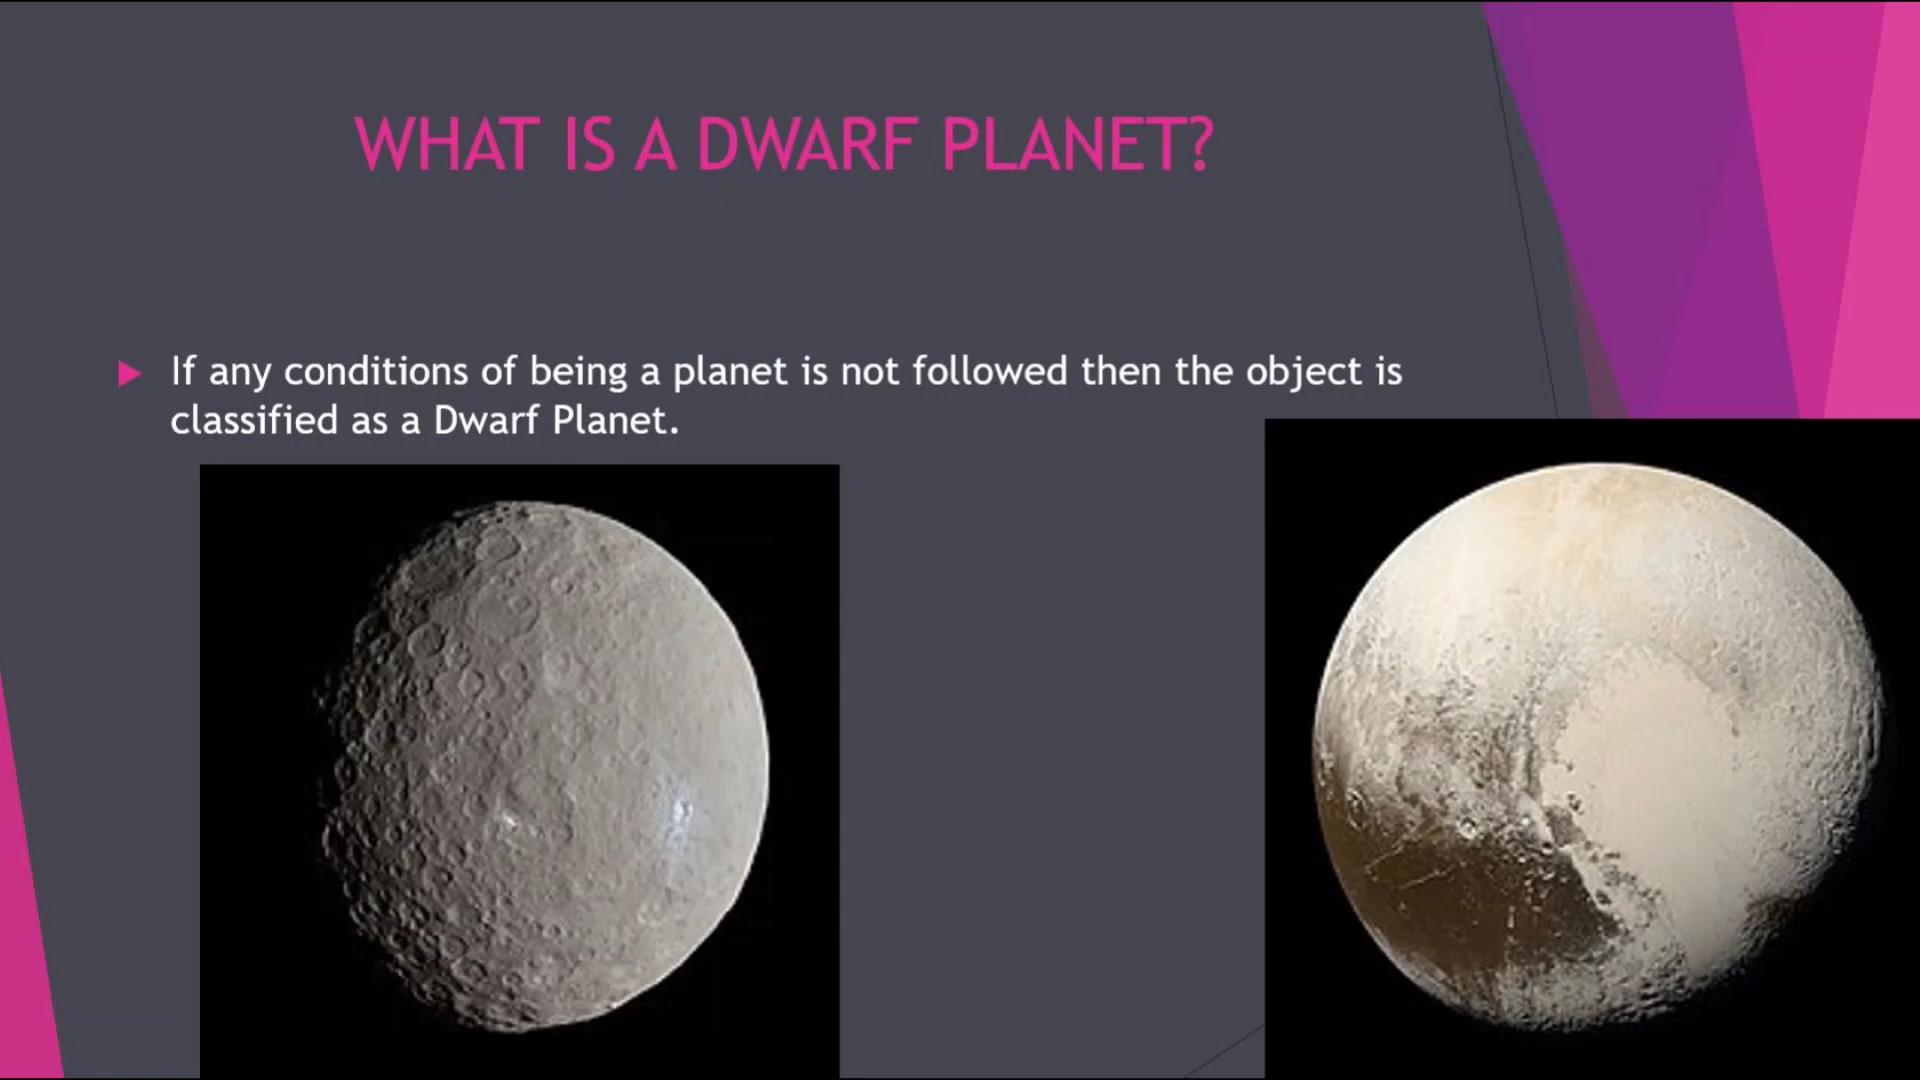 WHAT IS A DWARF PLANET?
If any conditions of being a planet is not followed then the object is
classified as a Dwarf Planet.